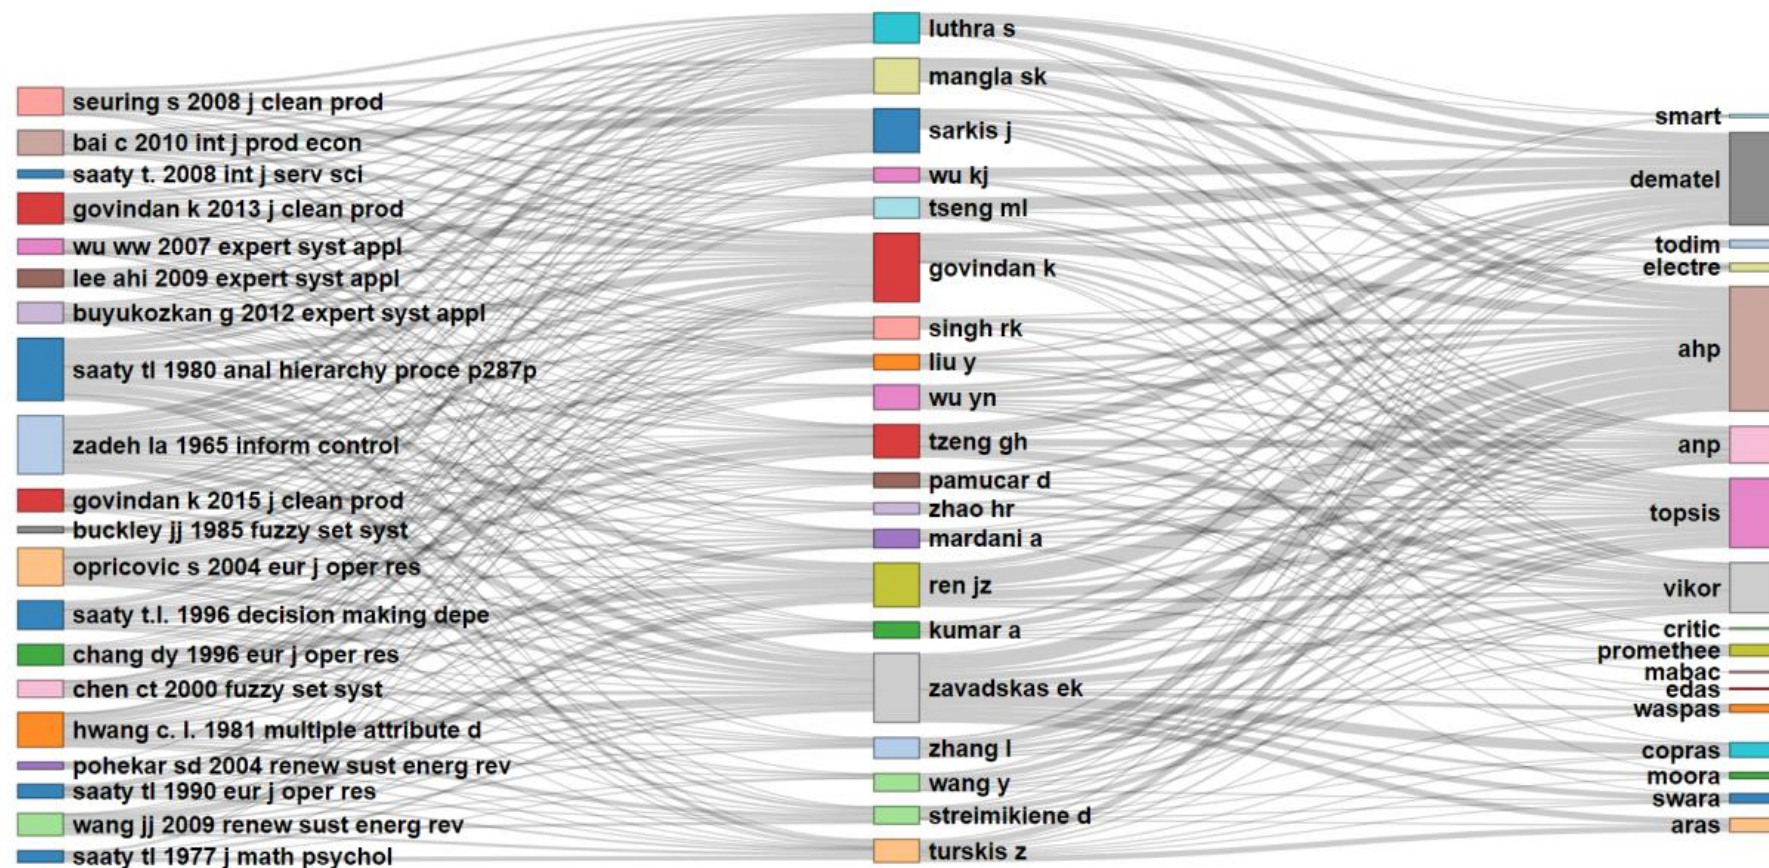 seuring s 2008 j clean prod
bai c 2010 int j prod econ
saaty t. 2008 int j serv sci
govindan k 2013 j clean prod
wu ww 2007 expert syst appl
lee ahi 2009 expert syst appl
buyukozkan g 2012 expert syst appl
saaty tl 1980 anal hierarchy proce p287p
zadeh la 1965 inform control
govindan k 2015 j clean prod
buckley jj 1985 fuzzy set syst
opricovic s 2004 eur j oper res
saaty t.l. 1996 decision making depe
chang dy 1996 eur j oper res
chen ct 2000 fuzzy set syst
hwang c. l. 1981 multiple attribute d
pohekar sd 2004 renew sust energ rev
saaty tl 1990 eur j oper res
wang jj 2009 renew sust energ rev
saaty tl 1977 j math psychol
luthra s
mangla sk
sarkis j
wu kj
tseng ml
govindan k
singh rk
liu y
wu yn
tzeng gh
pamucar d
zhao hr
mardani a
ren jz
kumar a
zavadskas ek
zhang l
wang y
streimikiene d
turskis z
smart
dematel
todim
electre
ahp
anp
topsis
vikor
critic
promethee
mabac
edas
waspas
copras
moora
swara
aras